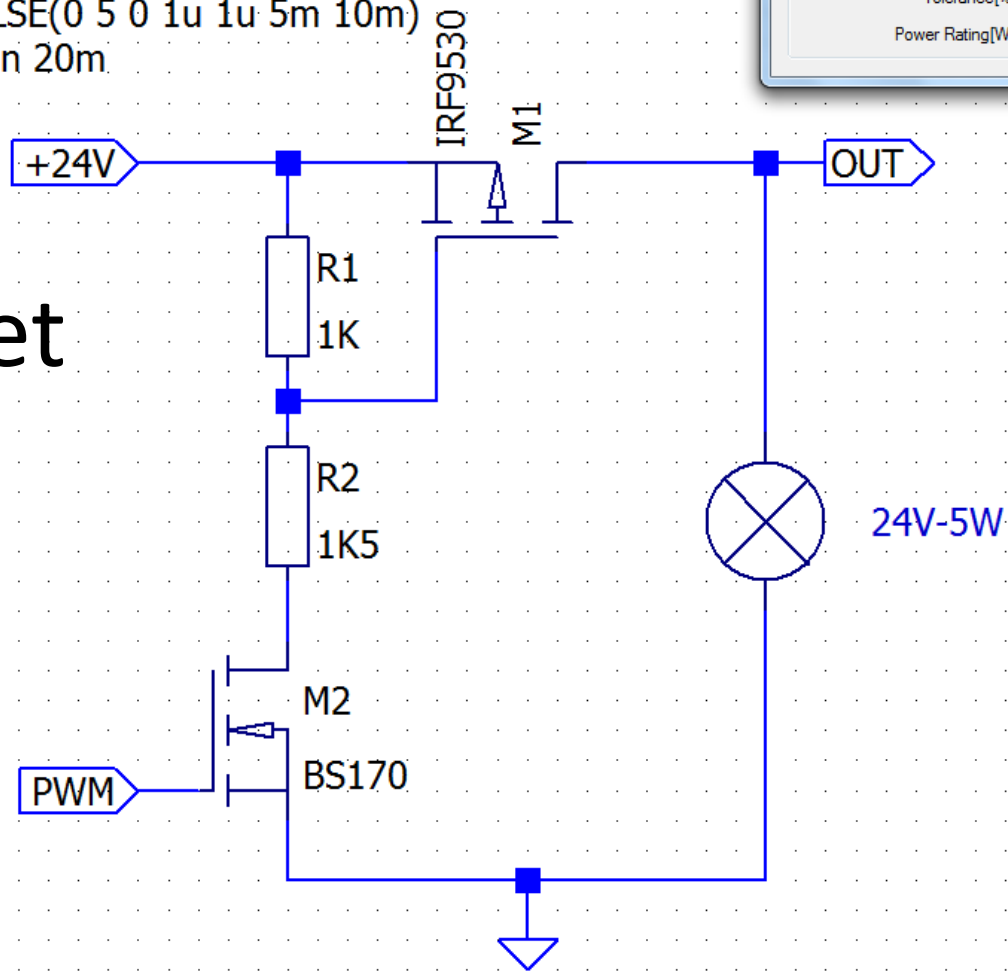 LSE(0 5 0 1u 1u 5m 10m)
n 20m
Power Rating[W
IRF9530
M1
+24V
OUT
R1
1K
et
R2
1K5
24V-5W
M2
BS170
PWM